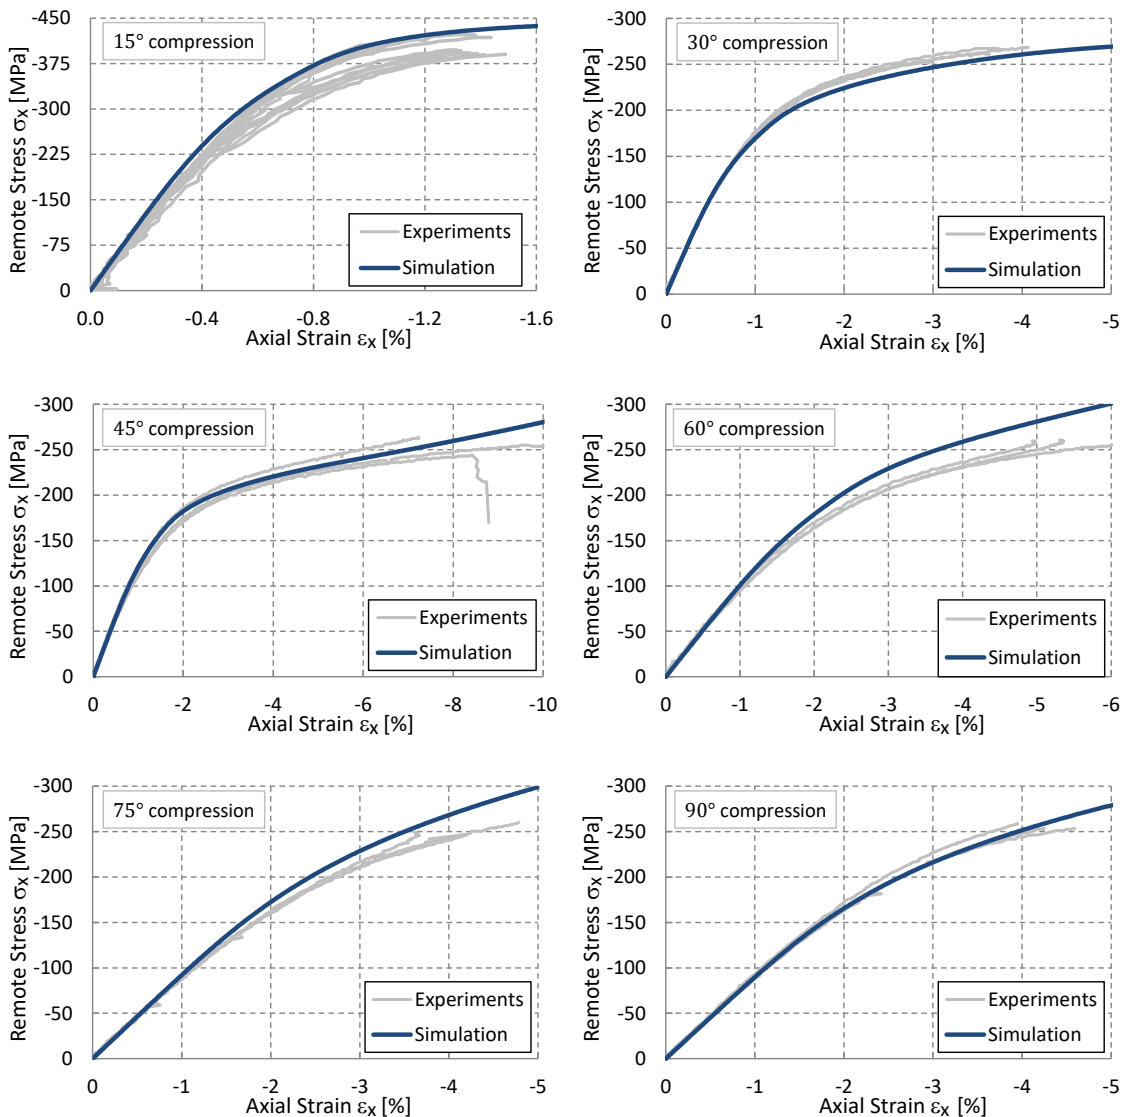 15° compression
Remote Stress σx [MPa]
-450
-375
-300
-225
-150
-75
0
0.0
-0.4
-0.8
-1.2
-1.6
Axial Strain εx [%]
Experiments
Simulation
30° compression
Remote Stress σx [MPa]
-300
-250
-200
-150
-100
-50
0
0
-1
-2
-3
-4
-5
Axial Strain εx [%]
Experiments
Simulation
45° compression
Remote Stress σx [MPa]
-300
-250
-200
-150
-100
-50
0
0
-2
-4
-6
-8
-10
Axial Strain εx [%]
Experiments
Simulation
60° compression
Remote Stress σx [MPa]
-300
-250
-200
-150
-100
-50
0
0
-1
-2
-3
-4
-5
-6
Axial Strain εx [%]
Experiments
Simulation
75° compression
Remote Stress σx [MPa]
-300
-250
-200
-150
-100
-50
0
0
-1
-2
-3
-4
-5
Axial Strain εx [%]
Experiments
Simulation
90° compression
Remote Stress σx [MPa]
-300
-250
-200
-150
-100
-50
0
0
-1
-2
-3
-4
-5
Axial Strain εx [%]
Experiments
Simulation